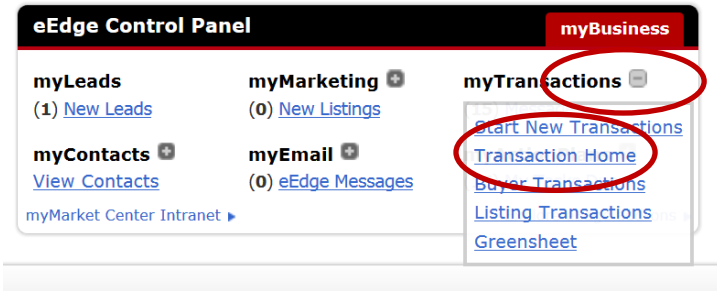 eEdge Control Panel
myBusiness
myLeads
(1) New Leads
myMarketing
(0) New Listings
myTransactions
Start New Transactions
Transaction Home
Buyer Transactions
Listing Transactions
Greensheet
myContacts
View Contacts
myEmail
(0) eEdge Messages
myMarket Center Intranet